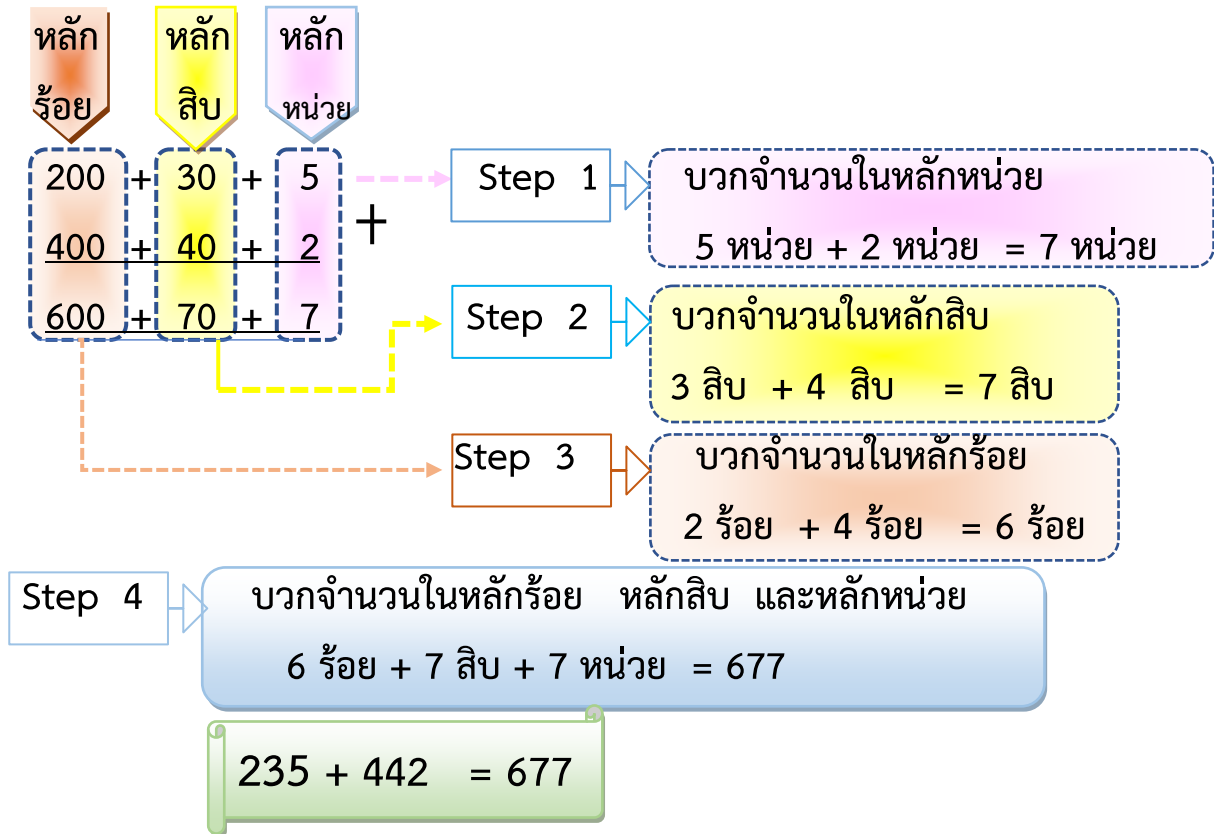 หลัก หลัก หลัก
ร้อย สิบ หน่วย
200 + 30 + 5
+
400 + 40 + 2
600 + 70 + 7
Step 1
บวกจำนวนในหลักหน่วย
5 หน่วย + 2 หน่วย = 7 หน่วย
Step 2
บวกจำนวนในหลักสิบ
3 สิบ + 4 สิบ = 7 สิบ
Step 3
บวกจำนวนในหลักร้อย
2 ร้อย + 4 ร้อย = 6 ร้อย
Step 4
บวกจำนวนในหลักร้อย หลักสิบ และหลักหน่วย
6 ร้อย + 7 สิบ + 7 หน่วย = 677
235 + 442 = 677